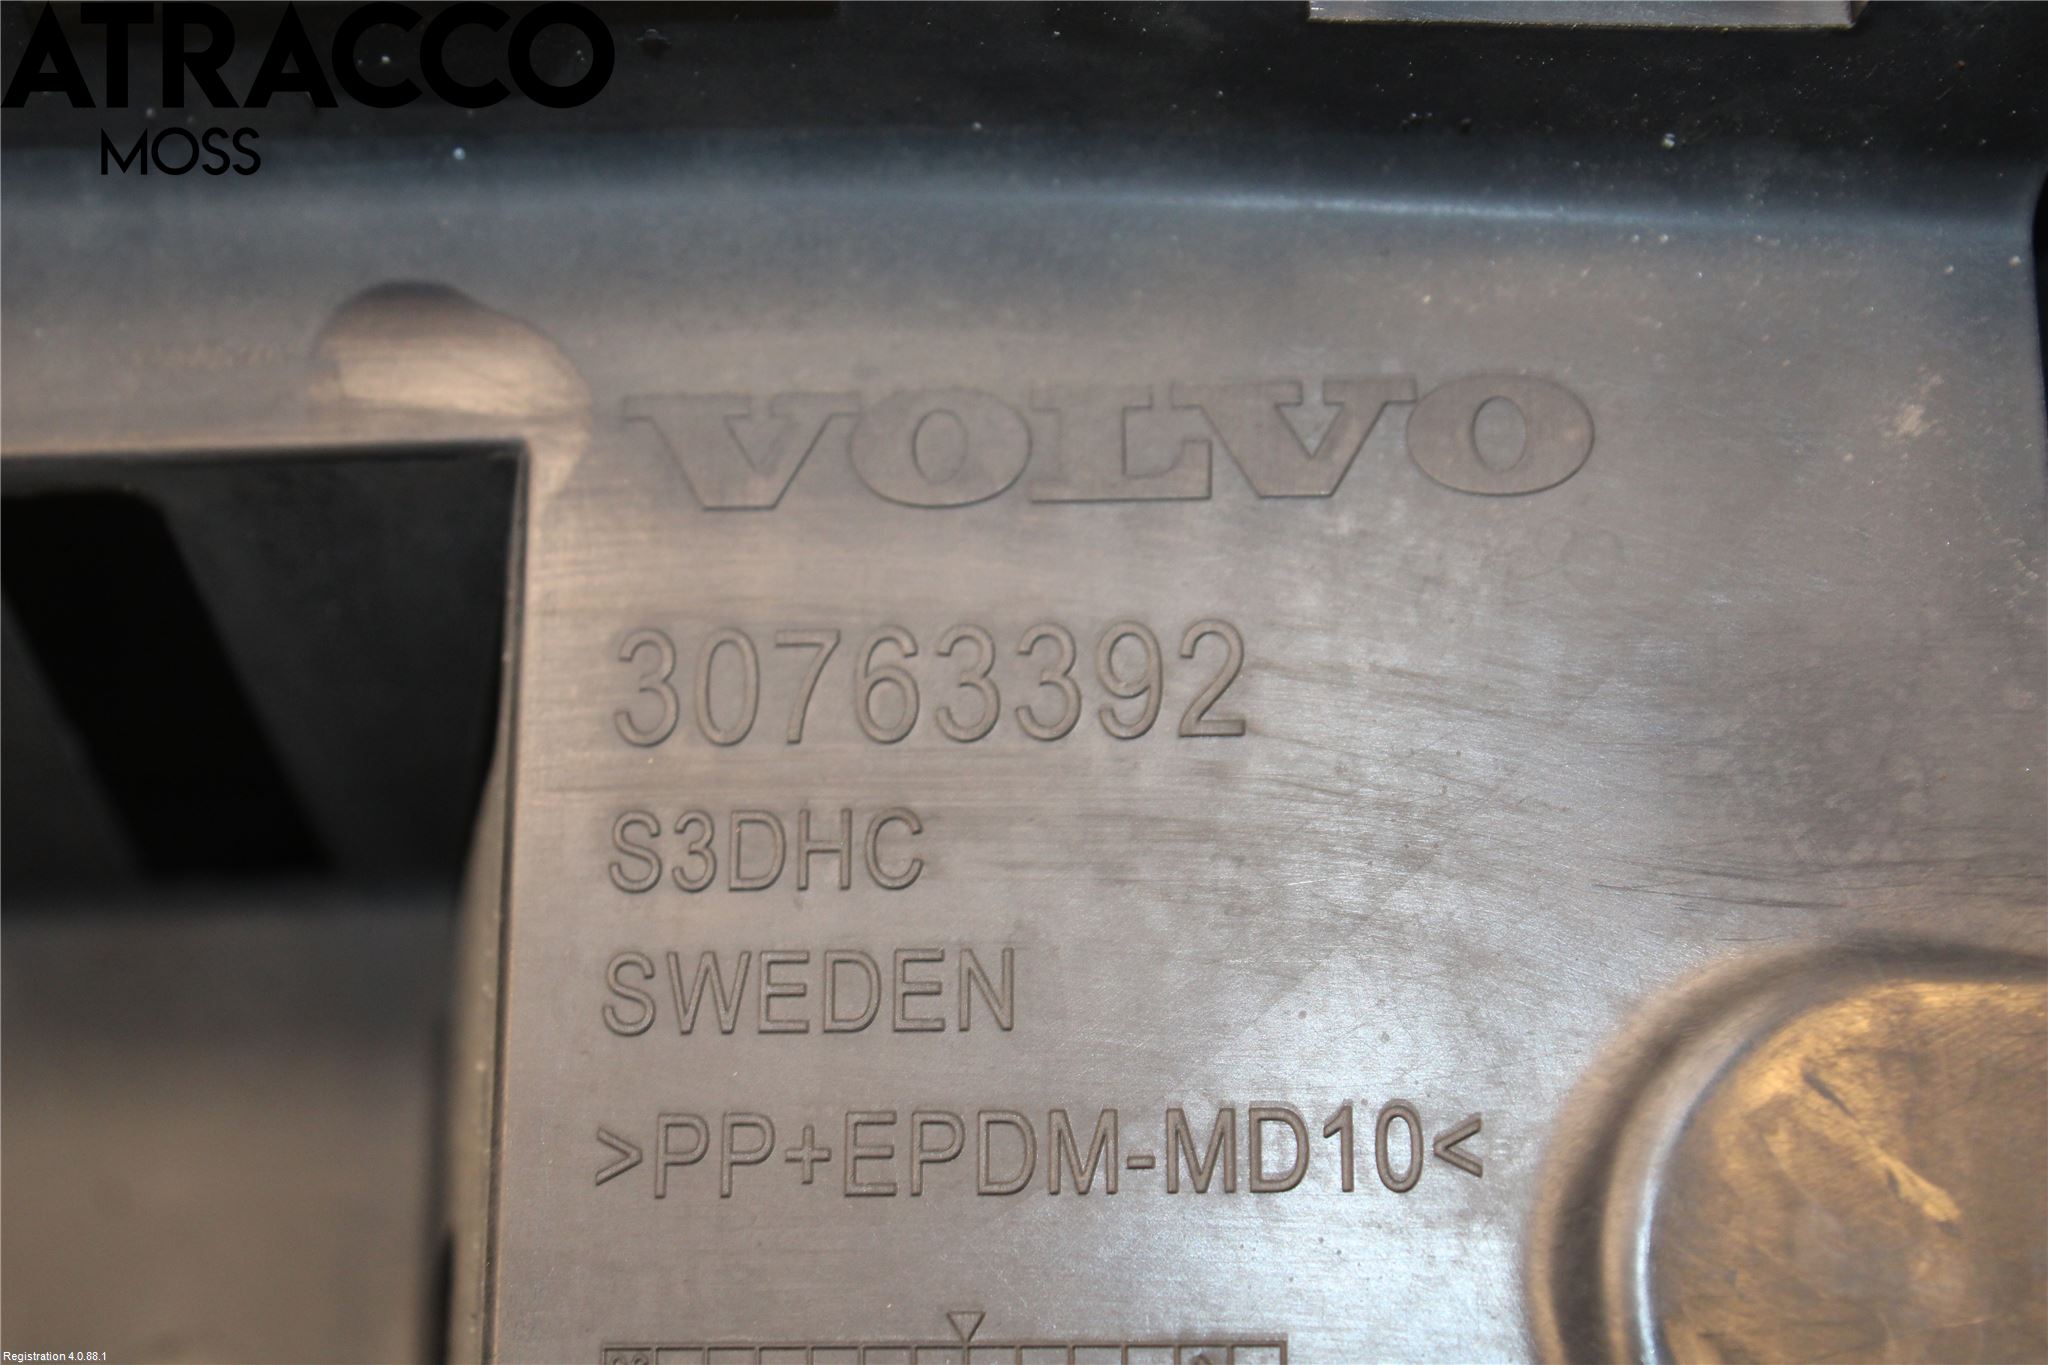 ATRACCO
MOSS
VOLVO
30763392
S3DHC
SWEDEN
>PP+EPDM-MD10<
Registration 4.0.88.1